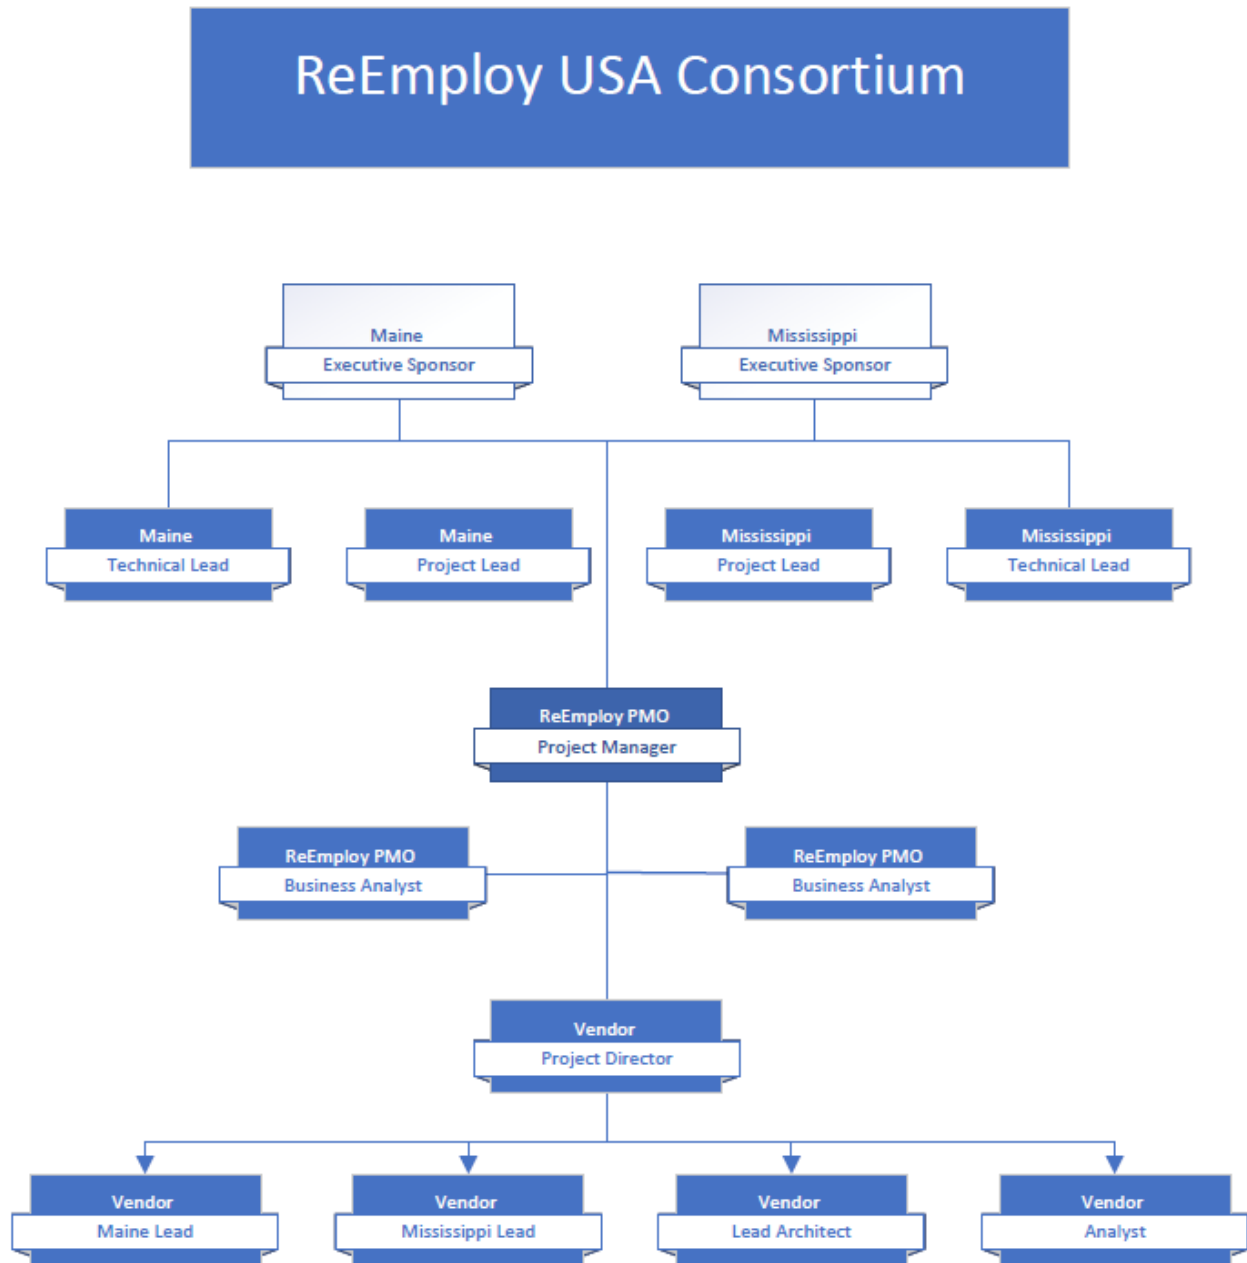 ReEmploy USA Consortium
Maine
Executive Sponsor
Mississippi
Executive Sponsor
Maine
Technical Lead
Maine
Project Lead
Mississippi
Project Lead
Mississippi
Technical Lead
ReEmploy PMO
Project Manager
ReEmploy PMO
Business Analyst
ReEmploy PMO
Business Analyst
Vendor
Project Director
Vendor
Maine Lead
Vendor
Mississippi Lead
Vendor
Lead Architect
Vendor
Analyst